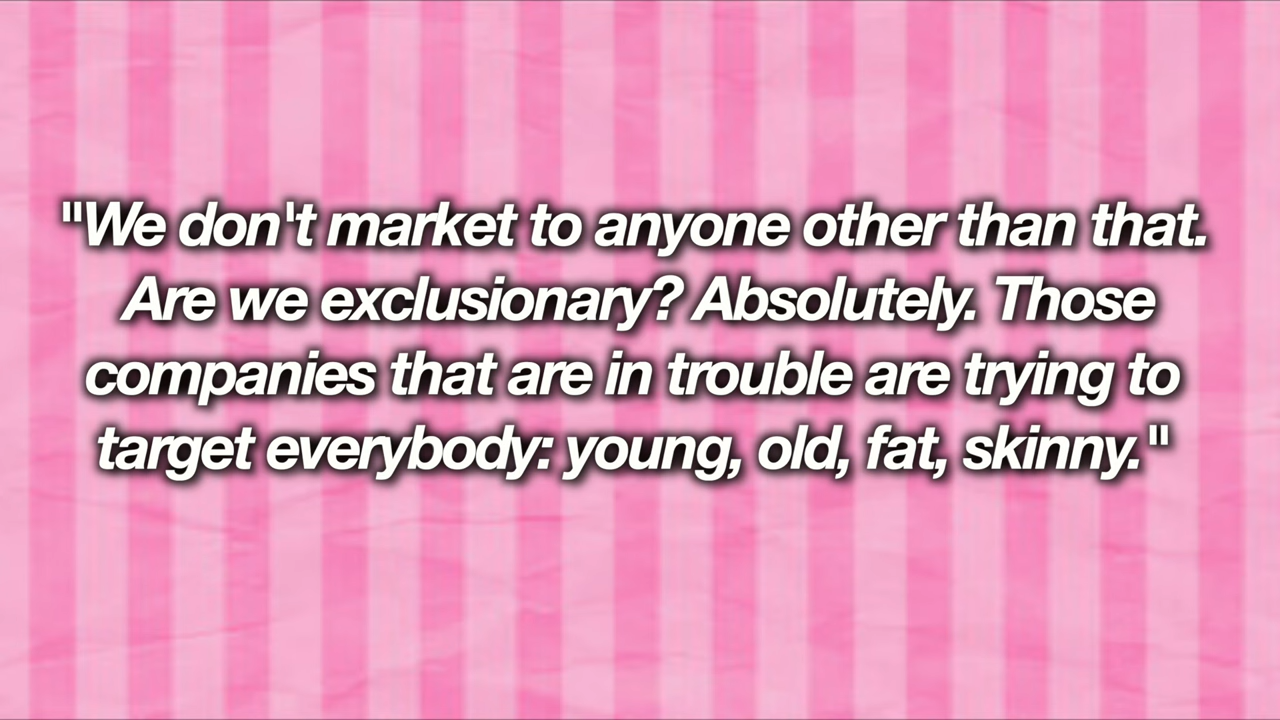 "We don't market to anyone other than that.
Are we exclusionary? Absolutely. Those
companies that are in trouble are trying to
target everybody: young, old, fat, skinny."